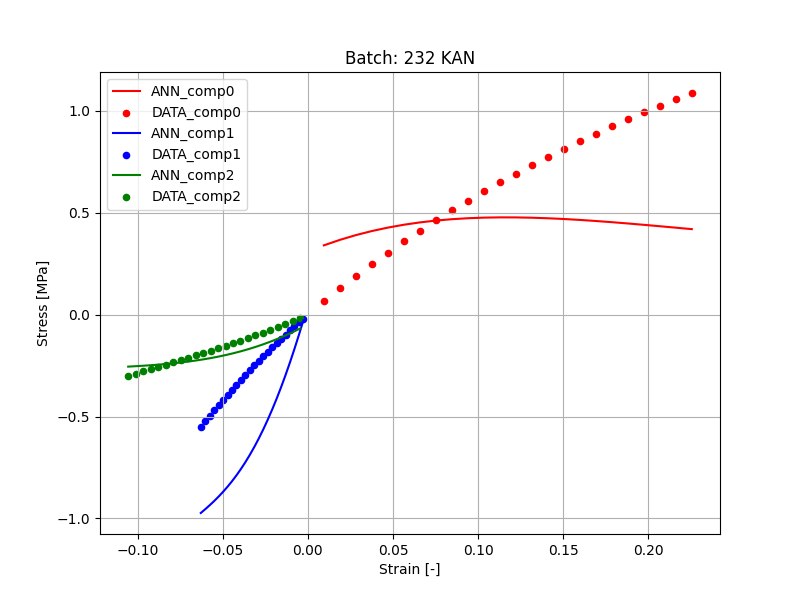 Batch: 232 KAN
ANN_comp0
DATA_comp0
ANN_comp1
DATA_comp1
ANN_comp2
DATA_comp2
1.0
0.5
0.0
−0.5
−1.0
Stress [MPa]
−0.10 −0.05 0.00 0.05 0.10 0.15 0.20
Strain [-]